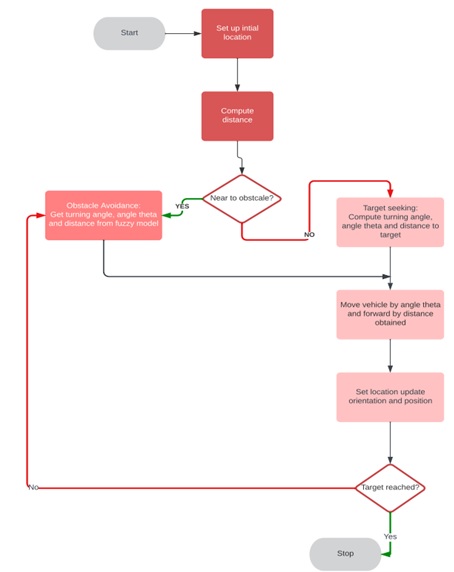 Start
Set up intial
location
Compute
distance
Near to obstcale?
YES
NO
Obstacle Avoidance:
Get turning angle, angle theta
and distance from fuzzy model
Target seeking:
Compute turning angle,
angle theta and distance to
target
Move vehicle by angle theta
and forward by distance
obtained
Set location update
orientation and position
Target reached?
No
Yes
Stop